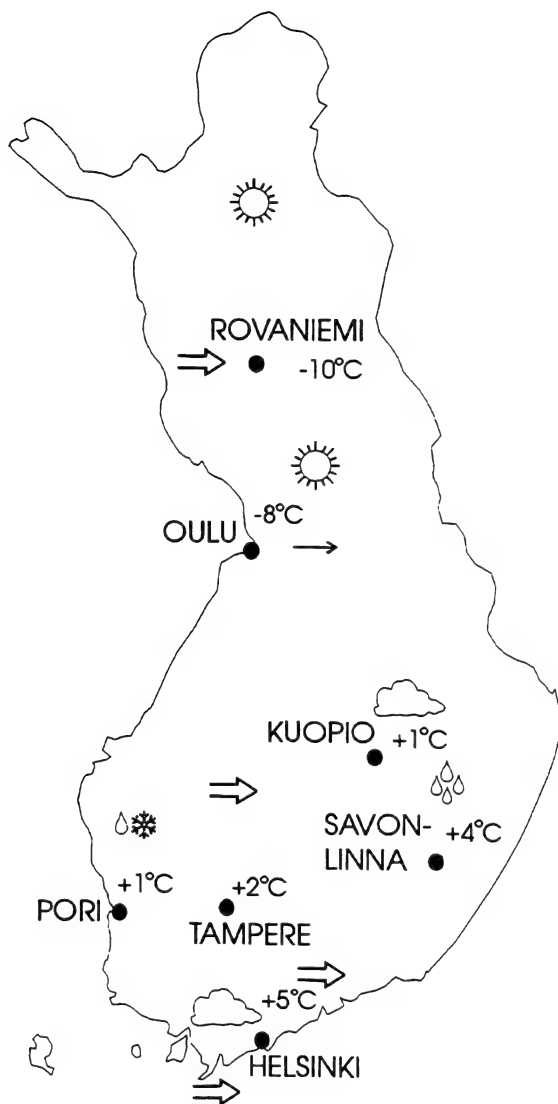 ROVANIEMI
-10°C
-8°C
OULU
KUOPIO
+1°C
SAVON-
+4°C
LINNA
+1°C
+2°C
PORI
TAMPERE
+5°C
HELSINKI